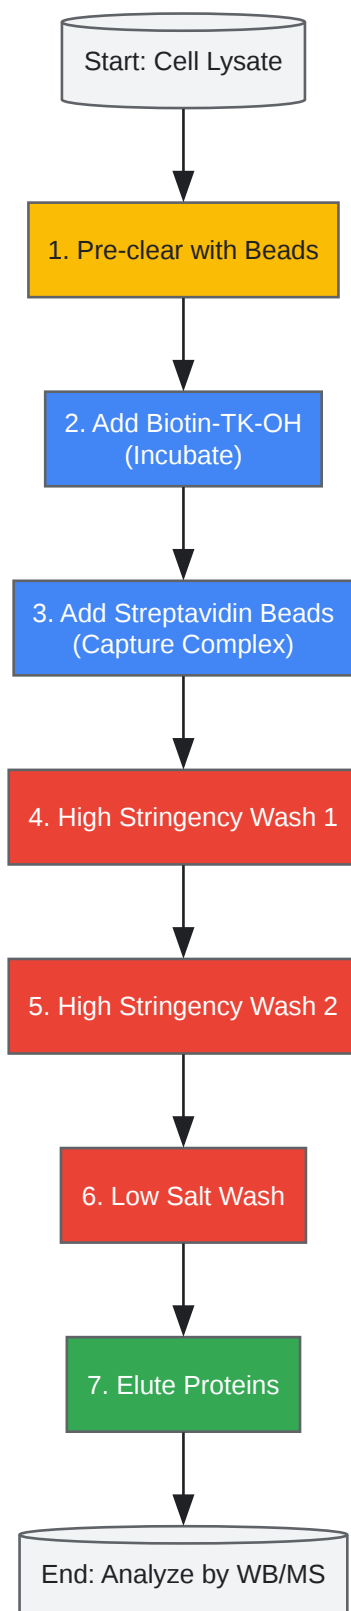 Start: Cell Lysate
1. Pre-clear with Beads
2. Add Biotin-TK-OH
(Incubate)
3. Add Streptavidin Beads
(Capture Complex)
4. High Stringency Wash 1
5. High Stringency Wash 2
6. Low Salt Wash
7. Elute Proteins
End: Analyze by WB/MS